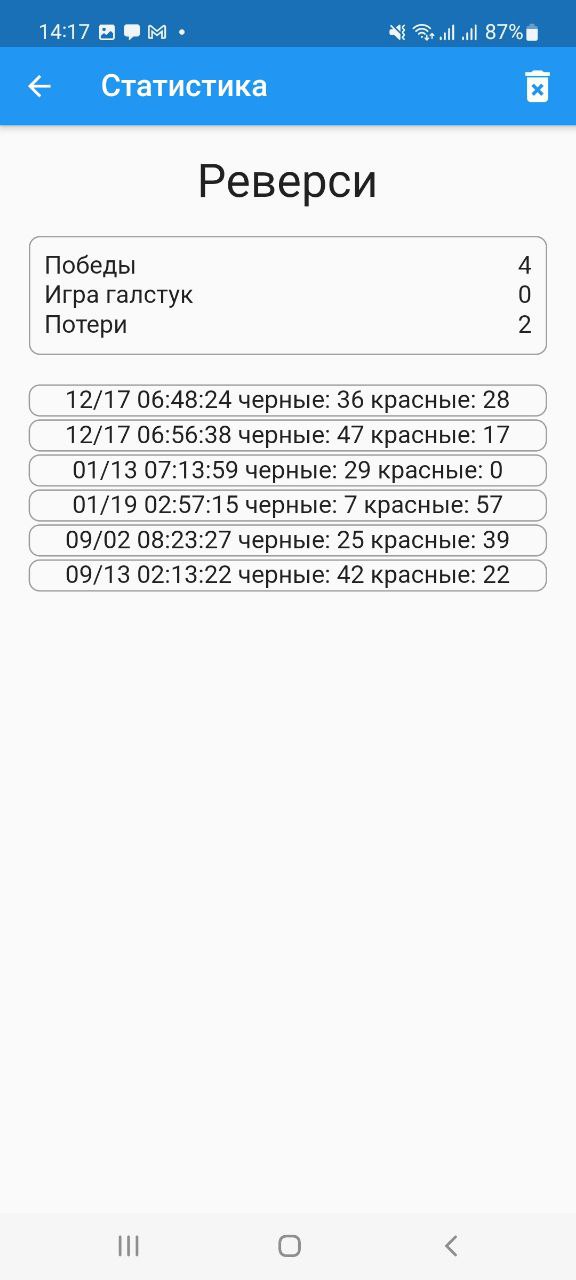 14:17 87%
Статистика
Реверси
Победы 4
Игра галстук 0
Потери 2
12/17 06:48:24 черные: 36 красные: 28
12/17 06:56:38 черные: 47 красные: 17
01/13 07:13:59 черные: 29 красные: 0
01/19 02:57:15 черные: 7 красные: 57
09/02 08:23:27 черные: 25 красные: 39
09/13 02:13:22 черные: 42 красные: 22